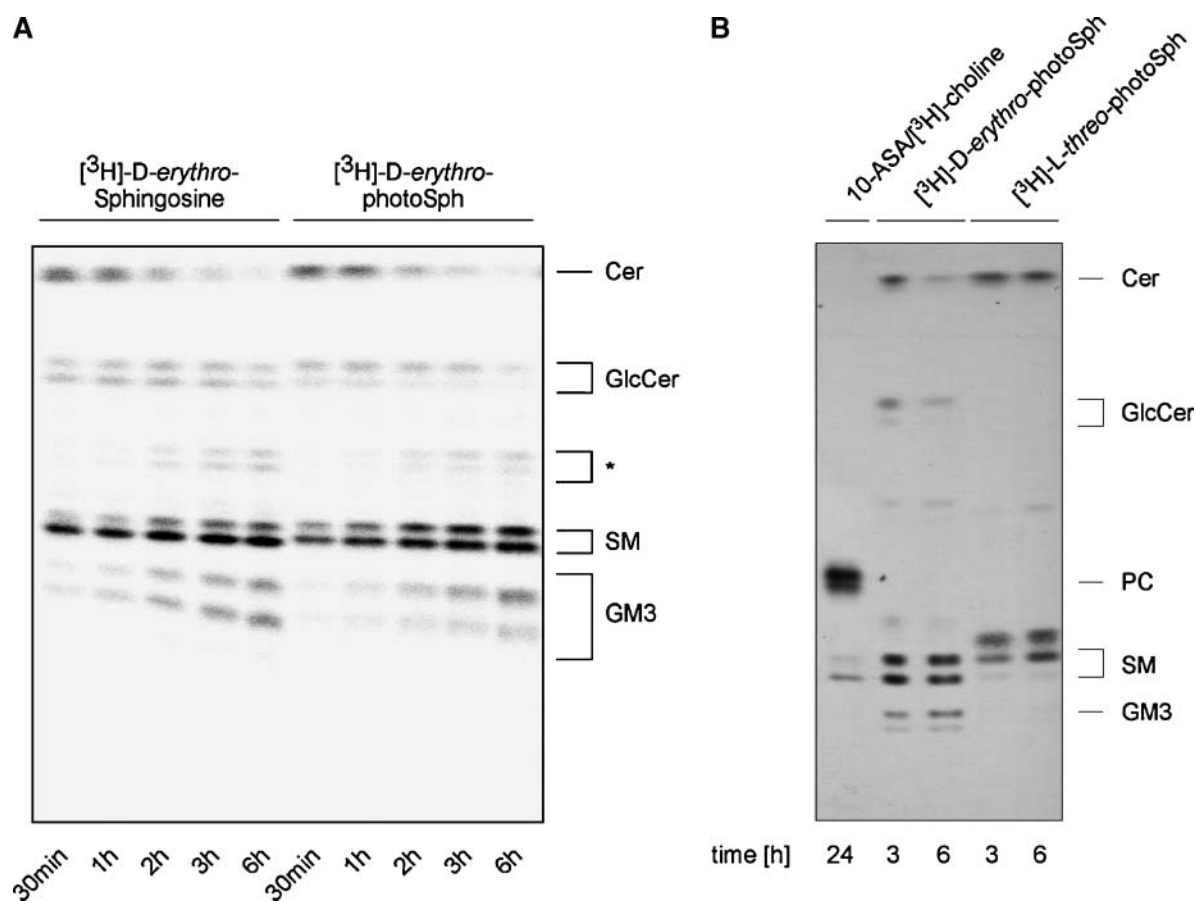 A
[³H]-D-erythro-
Sphingosine
[³H]-D-erythro-
photoSph
Cer
GlcCer
*
SM
GM3
30min
1h
2h
3h
6h
30min
1h
2h
3h
6h
B
10-ASA/[³H]-choline
[³H]-D-erythro-photoSph
[³H]-L-threo-photoSph
Cer
GlcCer
PC
SM
GM3
time [h] 24 3 6 3 6